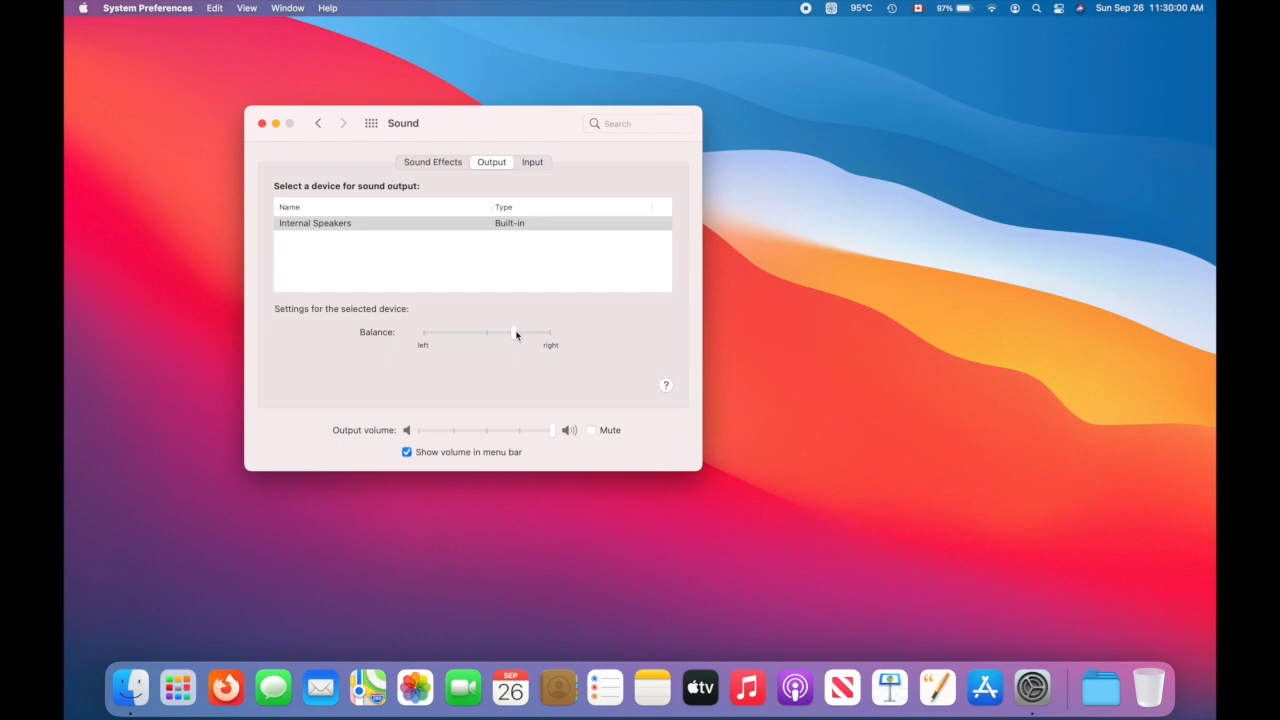 System Preferences Edit View Window Help 95°C 97% Sun Sep 26 11:30:00 AM
Sound Search
Sound Effects Output Input
Select a device for sound output:
Name Type
Internal Speakers Built-in
Settings for the selected device:
Balance:
left right
?
Output volume: Mute
Show volume in menu bar
SEP
26
tv